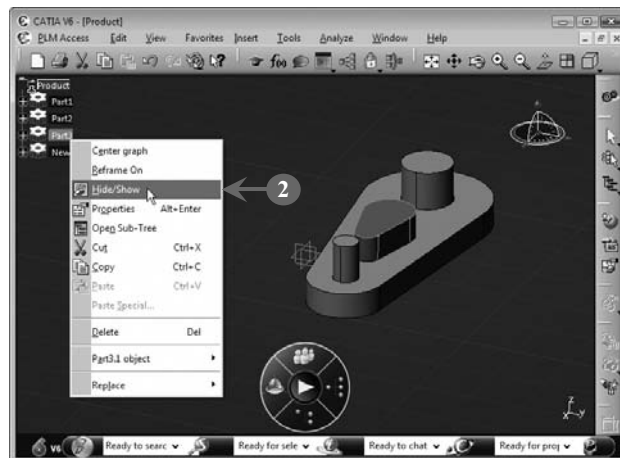 CATIA V6 - [Product]
PLM Access Edit View Favorites Insert Tools Analyze Window Help
Product
Part1
Part2
Part3
New
Center graph
Reframe On
Hide/Show
2
Properties Alt+Enter
Open Sub-Tree
Cut Ctrl+X
Copy Ctrl+C
Paste Ctrl+V
Paste Special...
Delete Del
Part3.1 object
Replace
z
x y
V6 Ready to searc Ready for sele Ready to chat Ready for proj